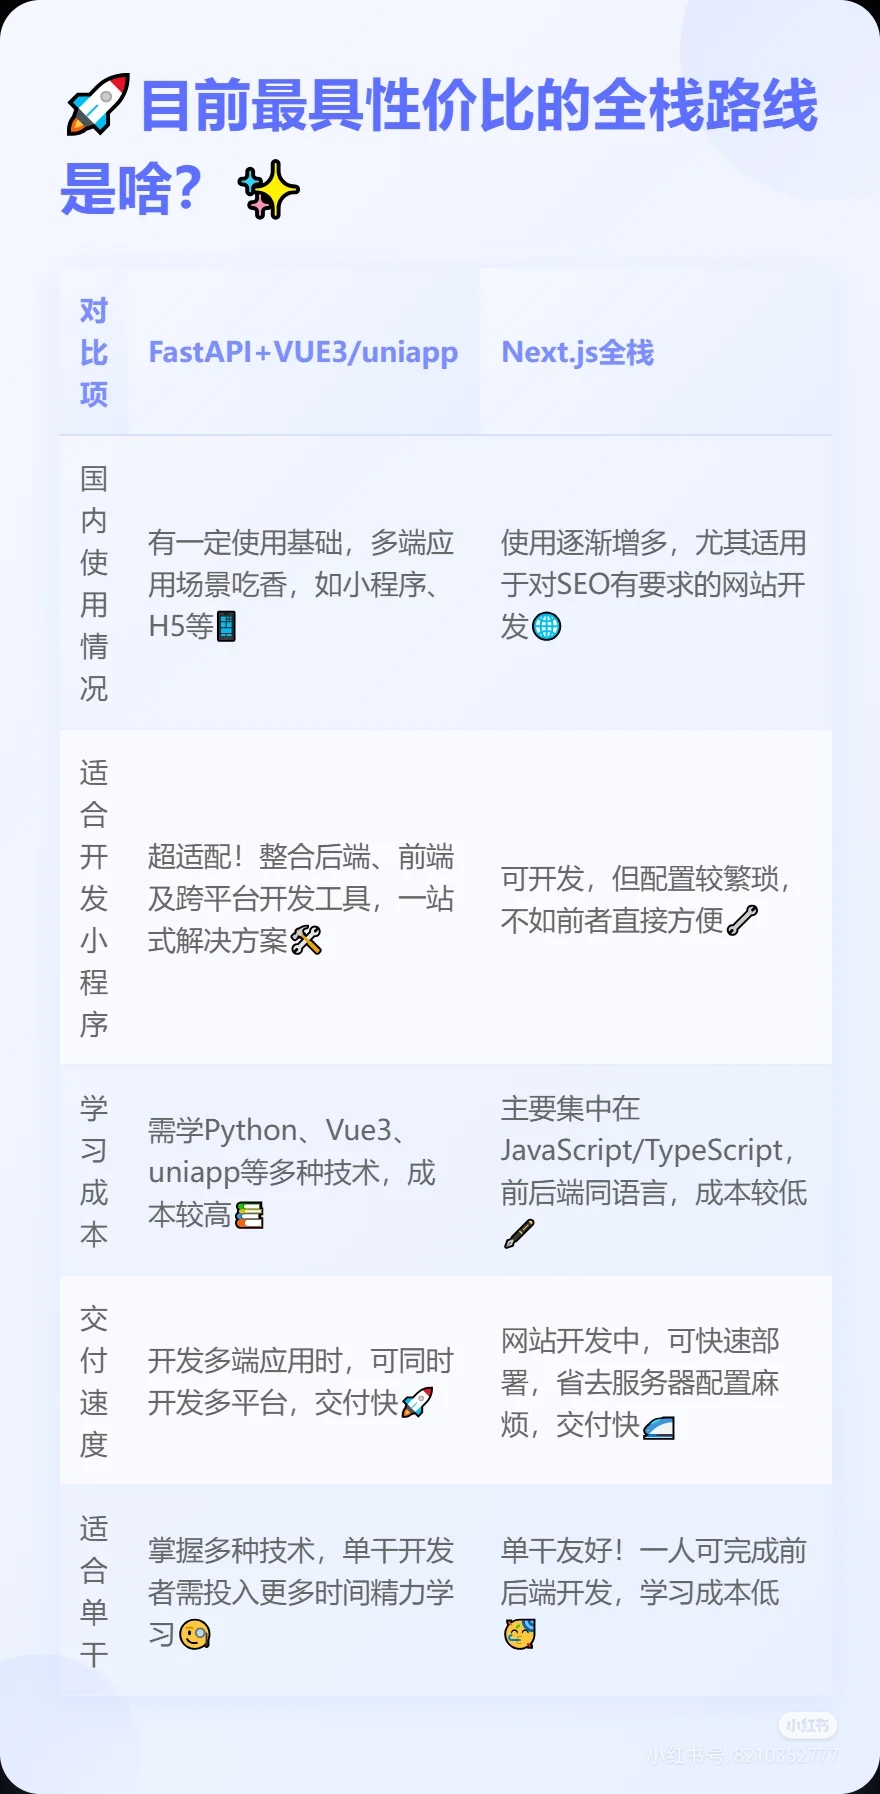 🚀目前最具性价比的全栈路线
是啥？ ✨
对
比
项
FastAPI+VUE3/uniapp
Next.js全栈
国
内
使
用
情
况
有一定使用基础，多端应
用场景吃香，如小程序、
H5等📱
使用逐渐增多，尤其适用
于对SEO有要求的网站开
发🌐
适
合
开
发
小
程
序
超适配！整合后端、前端
及跨平台开发工具，一站
式解决方案🛠
可开发，但配置较繁琐，
不如前者直接方便🔧
学
习
成
本
需学Python、Vue3、
uniapp等多种技术，成
本较高📚
主要集中在
JavaScript/TypeScript，
前后端同语言，成本较低
🖋
交
付
速
度
开发多端应用时，可同时
开发多平台，交付快🚀
网站开发中，可快速部
署，省去服务器配置麻
烦，交付快🚄
适
合
单
干
掌握多种技术，单干开发
者需投入更多时间精力学
习🧐
单干友好！一人可完成前
后端开发，学习成本低
🥳
小红书
小红书号 8210352777